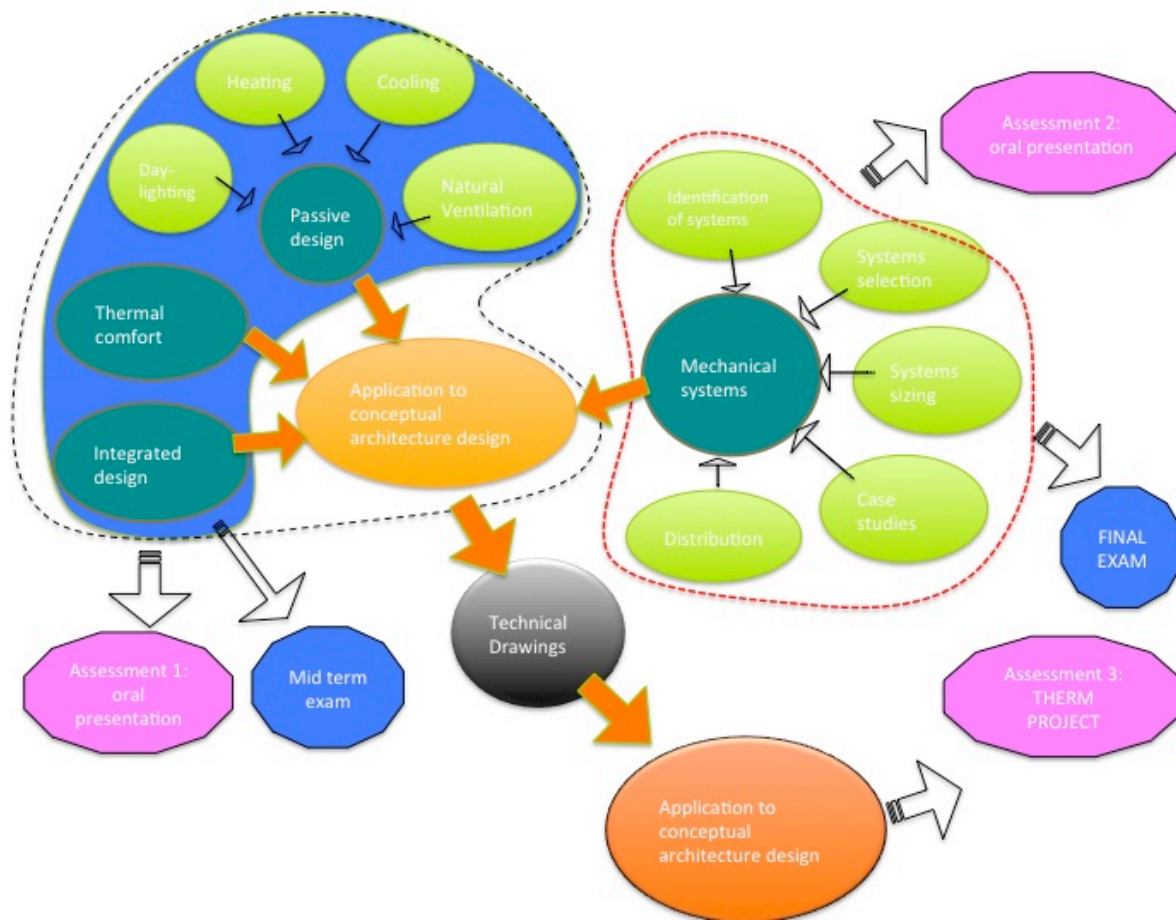 Heating
Cooling
Day-
lighting
Passive
design
Natural
Ventilation
Thermal
comfort
Integrated
design
Application to
conceptual
architecture design
Identification
of systems
Systems
selection
Mechanical
systems
Systems
sizing
Case
studies
Distribution
Assessment 2:
oral presentation
FINAL
EXAM
Technical
Drawings
Assessment 1:
oral
presentation
Mid term
exam
Assessment 3:
THERM
PROJECT
Application to
conceptual
architecture design